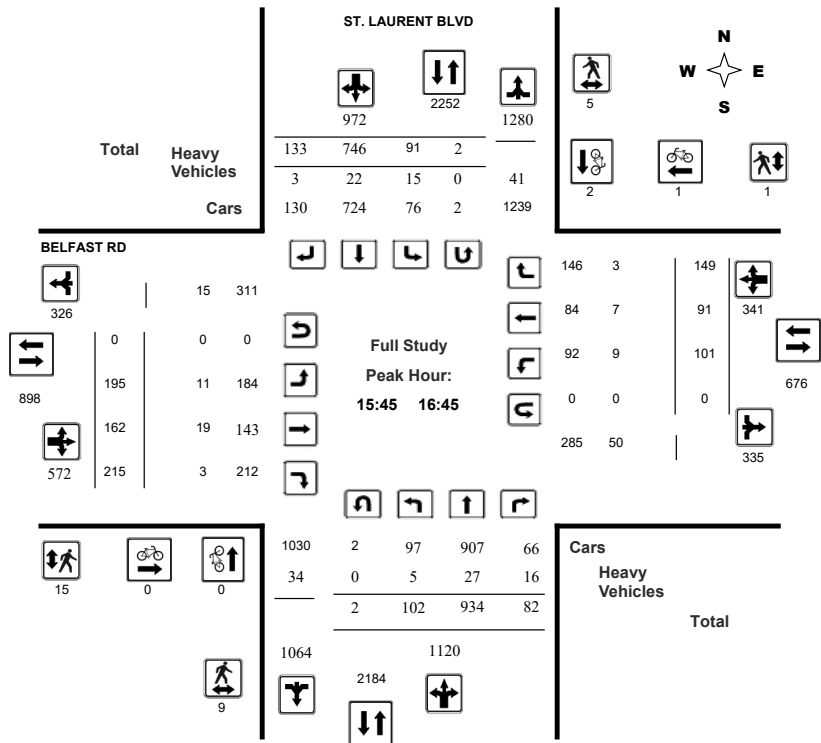 ST. LAURENT BLVD
N
W E
S
2252
5
972
1280
Total
Heavy
Vehicles
Cars
133 746 91 2
3 22 15 0 41
130 724 76 2 1239
2 1 1
BELFAST RD
326
15 311
146 3 149
341
84 7 91
0 0 0
898
Full Study
Peak Hour:
15:45 16:45
92 9 101
676
195 11 184
0 0 0
162 19 143
285 50
335
572
215 3 212
1030 2 97 907 66
34 0 5 27 16
2 102 934 82
Cars
Heavy
Vehicles
Total
15 0 0
1064
1120
2184
9